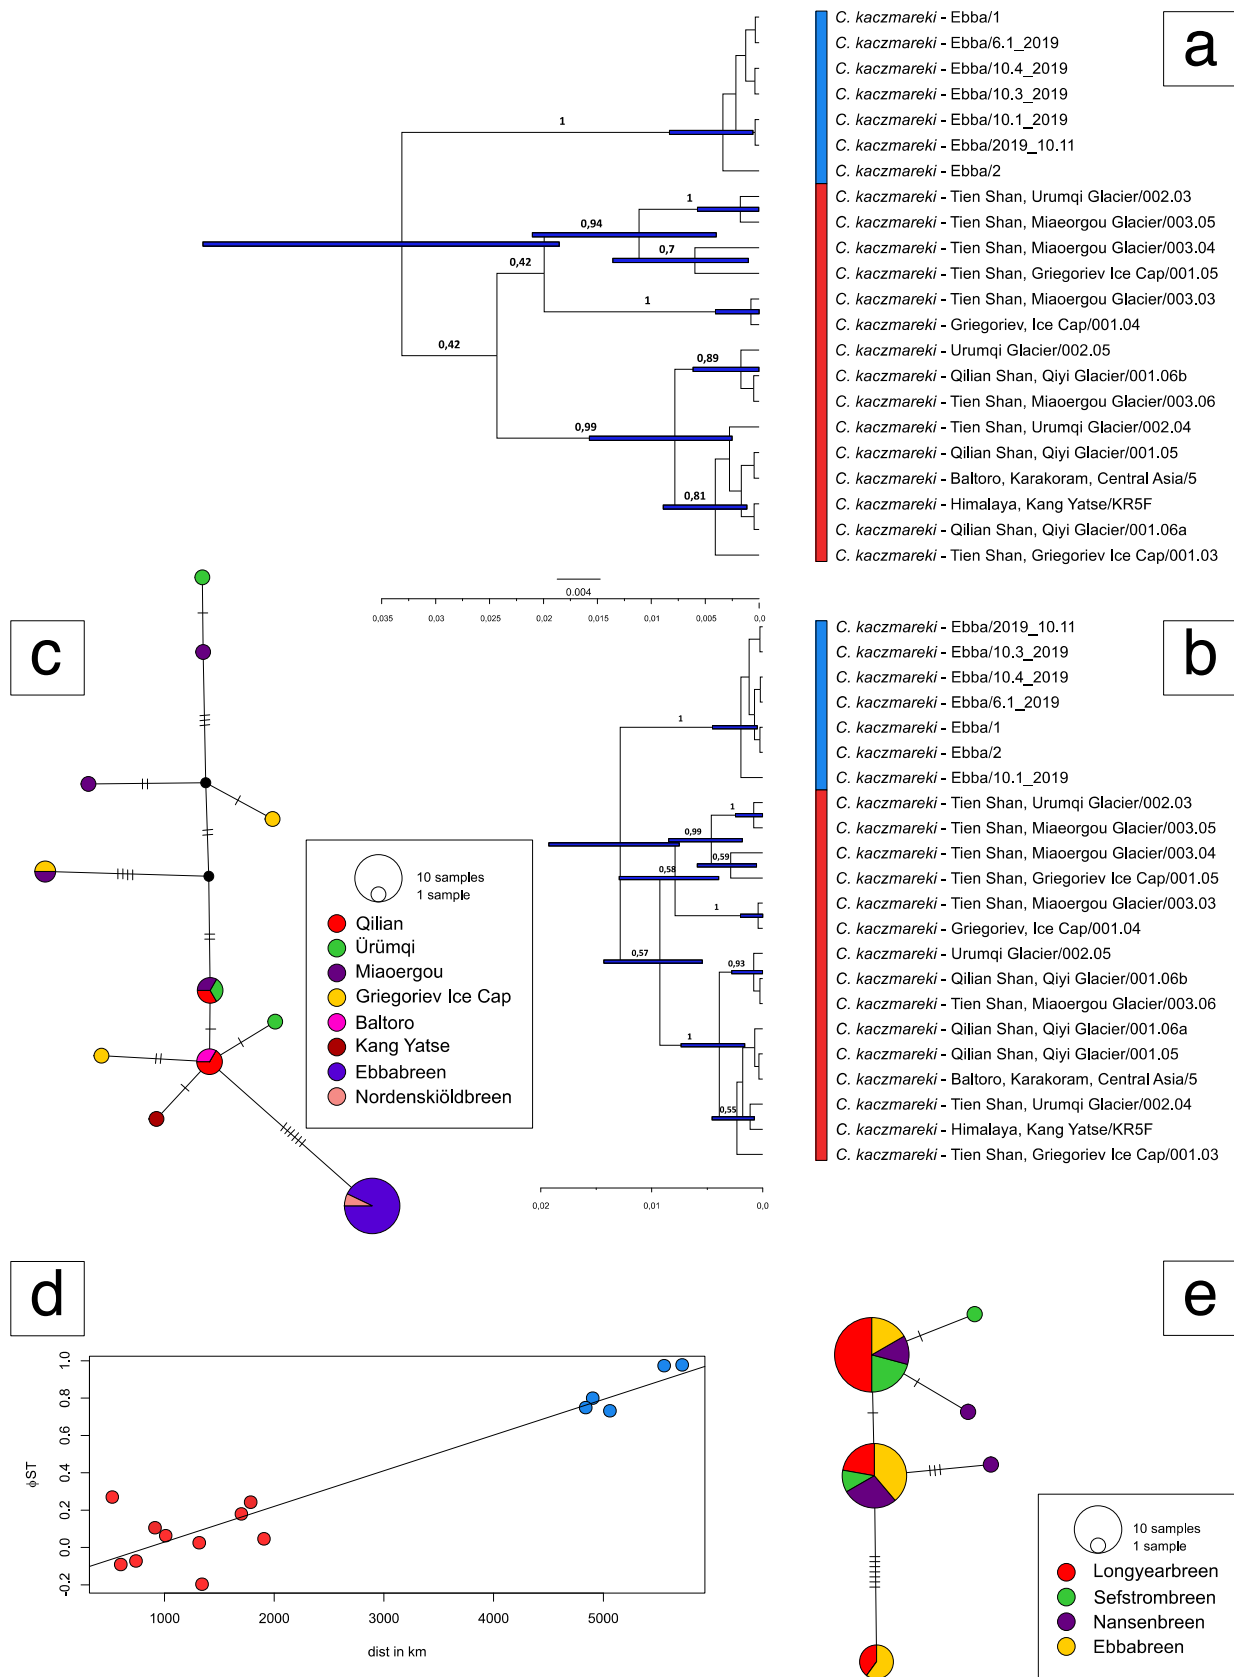 a
C. kaczmareki - Ebba/1
C. kaczmareki - Ebba/6.1_2019
C. kaczmareki - Ebba/10.4_2019
C. kaczmareki - Ebba/10.3_2019
C. kaczmareki - Ebba/10.1_2019
C. kaczmareki - Ebba/2019_10.11
C. kaczmareki - Ebba/2
C. kaczmareki - Tien Shan, Urumqi Glacier/002.03
C. kaczmareki - Tien Shan, Miaeorgou Glacier/003.05
C. kaczmareki - Tien Shan, Miaoergou Glacier/003.04
C. kaczmareki - Tien Shan, Griegoriev Ice Cap/001.05
C. kaczmareki - Tien Shan, Miaoergou Glacier/003.03
C. kaczmareki - Griegoriev, Ice Cap/001.04
C. kaczmareki - Urumqi Glacier/002.05
C. kaczmareki - Qilian Shan, Qiyi Glacier/001.06b
C. kaczmareki - Tien Shan, Miaoergou Glacier/003.06
C. kaczmareki - Tien Shan, Urumqi Glacier/002.04
C. kaczmareki - Qilian Shan, Qiyi Glacier/001.05
C. kaczmareki - Baltoro, Karakoram, Central Asia/5
C. kaczmareki - Himalaya, Kang Yatse/KR5F
C. kaczmareki - Qilian Shan, Qiyi Glacier/001.06a
C. kaczmareki - Tien Shan, Griegoriev Ice Cap/001.03
1
1
0,94
0,7
0,42
1
0,42
0,89
0,99
0,81
0.004
0,035 0,03 0,025 0,02 0,015 0,01 0,005 0,0
b
C. kaczmareki - Ebba/2019_10.11
C. kaczmareki - Ebba/10.3_2019
C. kaczmareki - Ebba/10.4_2019
C. kaczmareki - Ebba/6.1_2019
C. kaczmareki - Ebba/1
C. kaczmareki - Ebba/2
C. kaczmareki - Ebba/10.1_2019
C. kaczmareki - Tien Shan, Urumqi Glacier/002.03
C. kaczmareki - Tien Shan, Miaeorgou Glacier/003.05
C. kaczmareki - Tien Shan, Miaoergou Glacier/003.04
C. kaczmareki - Tien Shan, Griegoriev Ice Cap/001.05
C. kaczmareki - Tien Shan, Miaoergou Glacier/003.03
C. kaczmareki - Griegoriev, Ice Cap/001.04
C. kaczmareki - Urumqi Glacier/002.05
C. kaczmareki - Qilian Shan, Qiyi Glacier/001.06b
C. kaczmareki - Tien Shan, Miaoergou Glacier/003.06
C. kaczmareki - Qilian Shan, Qiyi Glacier/001.06a
C. kaczmareki - Qilian Shan, Qiyi Glacier/001.05
C. kaczmareki - Baltoro, Karakoram, Central Asia/5
C. kaczmareki - Tien Shan, Urumqi Glacier/002.04
C. kaczmareki - Himalaya, Kang Yatse/KR5F
C. kaczmareki - Tien Shan, Griegoriev Ice Cap/001.03
1
1
0,99
0,59
0,58
1
0,57
0,93
1
0,55
0,02 0,01 0,0
c
10 samples
1 sample
Qilian
Ürümqi
Miaoergou
Griegoriev Ice Cap
Baltoro
Kang Yatse
Ebbabreen
Nordenskiöldbreen
d
ϕST
1.0
0.8
0.6
0.4
0.2
0.0
-0.2
1000 2000 3000 4000 5000
dist in km
e
10 samples
1 sample
Longyearbreen
Sefstrombreen
Nansenbreen
Ebbabreen